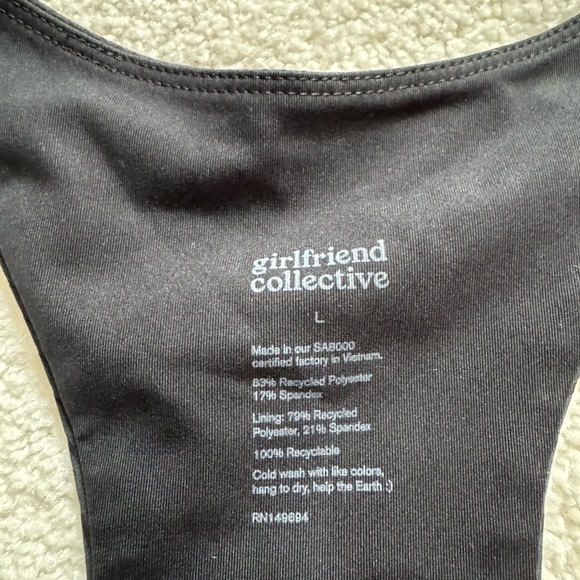 girlfriend
collective
L
Made in our SA8000
certified factory in Vietnam.
83% Recycled Polyester
17% Spandex
Lining: 79% Recycled
Polyester, 21% Spandex
100% Recyclable
Cold wash with like colors,
hang to dry, help the Earth :)
RN149694